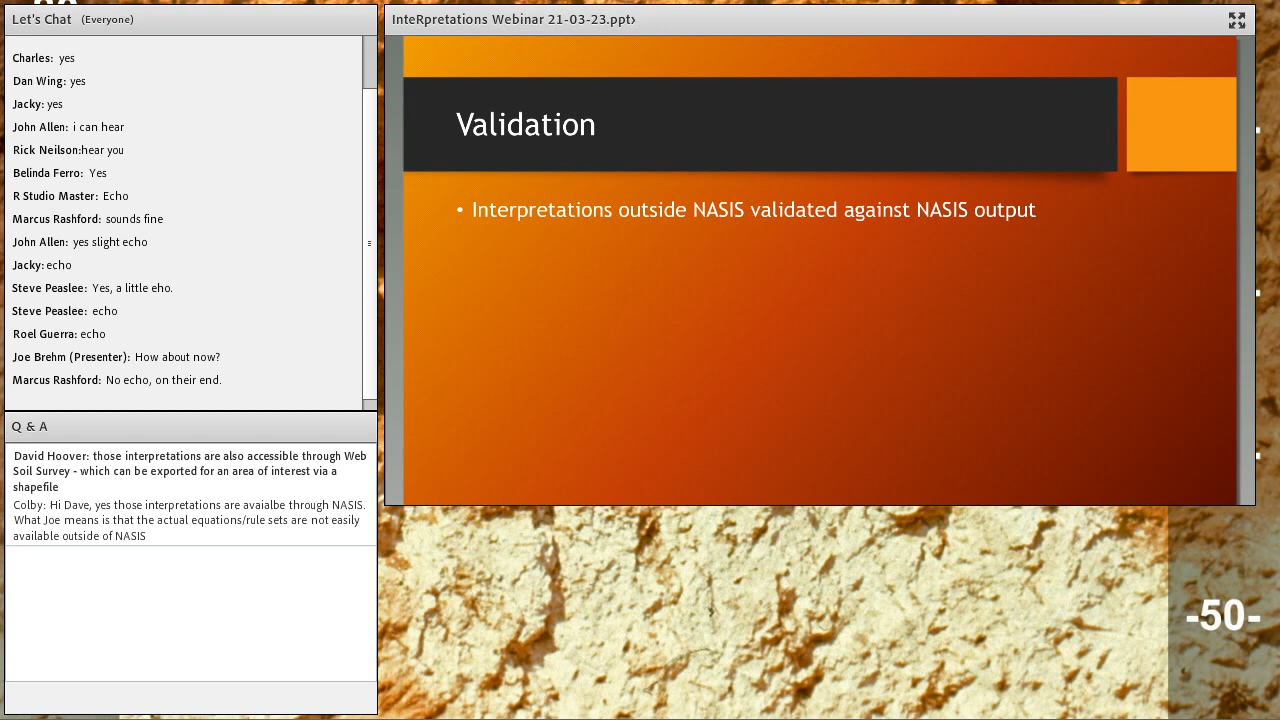 Let's Chat (Everyone)
Charles: yes
Dan Wing: yes
Jacky: yes
John Allen: i can hear
Rick Neilson:hear you
Belinda Ferro: Yes
R Studio Master: Echo
Marcus Rashford: sounds fine
John Allen: yes slight echo
Jacky: echo
Steve Peaslee: Yes, a little eho.
Steve Peaslee: echo
Roel Guerra: echo
Joe Brehm (Presenter): How about now?
Marcus Rashford: No echo, on their end.
Q & A
David Hoover: those interpretations are also accessible through Web
Soil Survey - which can be exported for an area of interest via a
shapefile
Colby: Hi Dave, yes those interpretations are avaialbe through NASIS.
What Joe means is that the actual equations/rule sets are not easily
available outside of NASIS
InteRpretations Webinar 21-03-23.ppt
Validation
• Interpretations outside NASIS validated against NASIS output
-50-